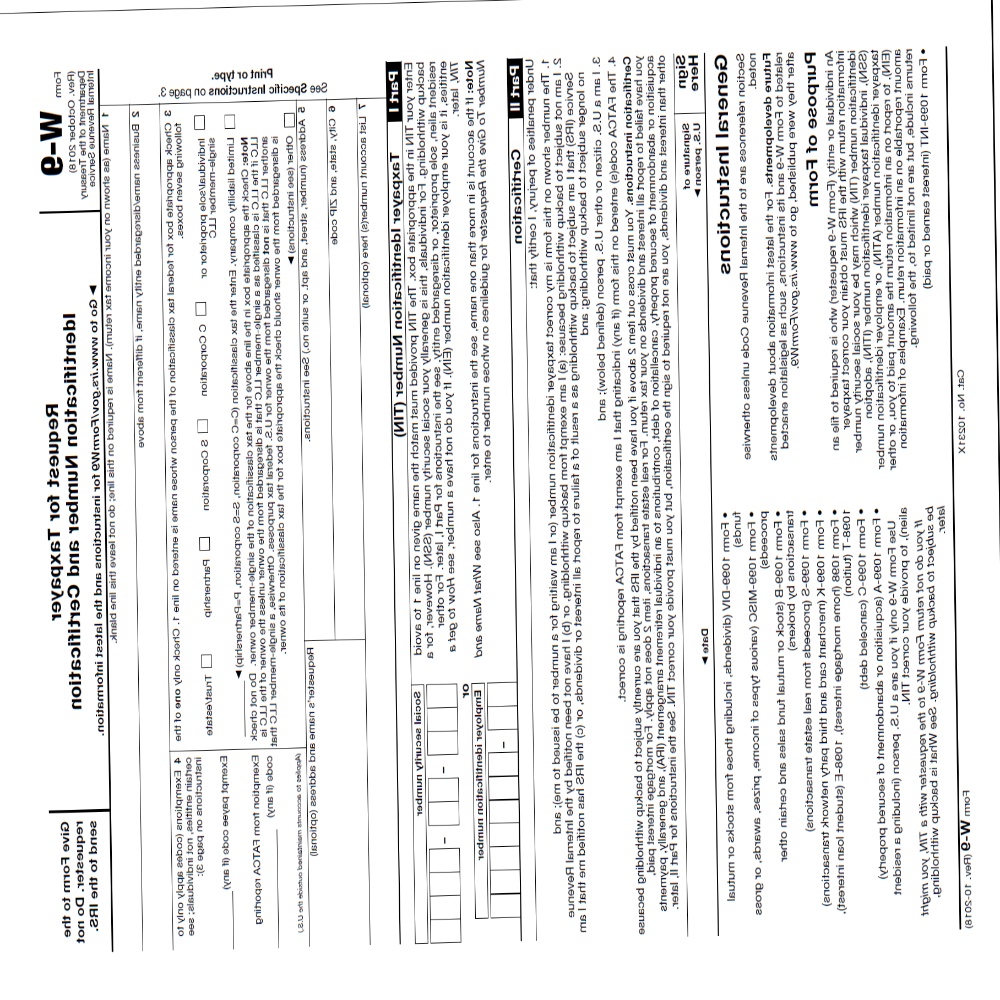 Form W-9
(Rev. October 2018)
Department of the Treasury
Internal Revenue Service
Request for Taxpayer
Identification Number and Certification
▶ Go to www.irs.gov/FormW9 for instructions and the latest information.
Give Form to the
requester. Do not
send to the IRS.
1 Name (as shown on your income tax return). Name is required on this line; do not leave this line blank.
2 Business name/disregarded entity name, if different from above
3 Check appropriate box for federal tax classification of the person whose name is entered on line 1. Check only one of the
following seven boxes.
Individual/sole proprietor or
single-member LLC
C Corporation
S Corporation
Partnership
Trust/estate
Limited liability company. Enter the tax classification (C=C corporation, S=S corporation, P=Partnership) ▶
Note: Check the appropriate box in the line above for the tax classification of the single-member owner. Do not check
LLC if the LLC is classified as a single-member LLC that is disregarded from the owner unless the owner of the LLC is
another LLC that is not disregarded from the owner for U.S. federal tax purposes. Otherwise, a single-member LLC that
is disregarded from the owner should check the appropriate box for the tax classification of its owner.
Other (see instructions) ▶
4 Exemptions (codes apply only to
certain entities, not individuals; see
instructions on page 3):
Exempt payee code (if any)
Exemption from FATCA reporting
code (if any)
(Applies to accounts maintained outside the U.S.)
5 Address (number, street, and apt. or suite no.) See instructions.
Requester's name and address (optional)
6 City, state, and ZIP code
7 List account number(s) here (optional)
Print or type.
See Specific Instructions on page 3.
Part I Taxpayer Identification Number (TIN)
Enter your TIN in the appropriate box. The TIN provided must match the name given on line 1 to avoid
backup withholding. For individuals, this is generally your social security number (SSN). However, for a
resident alien, sole proprietor, or disregarded entity, see the instructions for Part I, later. For other
entities, it is your employer identification number (EIN). If you do not have a number, see How to get a
TIN, later.
Note: If the account is in more than one name, see the instructions for line 1. Also see What Name and
Number To Give the Requester for guidelines on whose number to enter.
Social security number
– –
or
Employer identification number
–
Part II Certification
Under penalties of perjury, I certify that:
1. The number shown on this form is my correct taxpayer identification number (or I am waiting for a number to be issued to me); and
2. I am not subject to backup withholding because: (a) I am exempt from backup withholding, or (b) I have not been notified by the Internal Revenue
Service (IRS) that I am subject to backup withholding as a result of a failure to report all interest or dividends, or (c) the IRS has notified me that I am
no longer subject to backup withholding; and
3. I am a U.S. citizen or other U.S. person (defined below); and
4. The FATCA code(s) entered on this form (if any) indicating that I am exempt from FATCA reporting is correct.
Certification instructions. You must cross out item 2 above if you have been notified by the IRS that you are currently subject to backup withholding because
you have failed to report all interest and dividends on your tax return. For real estate transactions, item 2 does not apply. For mortgage interest paid,
acquisition or abandonment of secured property, cancellation of debt, contributions to an individual retirement arrangement (IRA), and generally, payments
other than interest and dividends, you are not required to sign the certification, but you must provide your correct TIN. See the instructions for Part II, later.
Sign
Here
Signature of
U.S. person ▶
Date ▶
General Instructions
Section references are to the Internal Revenue Code unless otherwise
noted.
Future developments. For the latest information about developments
related to Form W-9 and its instructions, such as legislation enacted
after they were published, go to www.irs.gov/FormW9.
Purpose of Form
An individual or entity (Form W-9 requester) who is required to file an
information return with the IRS must obtain your correct taxpayer
identification number (TIN) which may be your social security number
(SSN), individual taxpayer identification number (ITIN), adoption
taxpayer identification number (ATIN), or employer identification number
(EIN), to report on an information return the amount paid to you, or other
amount reportable on an information return. Examples of information
returns include, but are not limited to, the following.
• Form 1099-INT (interest earned or paid)
• Form 1099-DIV (dividends, including those from stocks or mutual
funds)
• Form 1099-MISC (various types of income, prizes, awards, or gross
proceeds)
• Form 1099-B (stock or mutual fund sales and certain other
transactions by brokers)
• Form 1099-S (proceeds from real estate transactions)
• Form 1099-K (merchant card and third party network transactions)
• Form 1098 (home mortgage interest), 1098-E (student loan interest),
1098-T (tuition)
• Form 1099-C (canceled debt)
• Form 1099-A (acquisition or abandonment of secured property)
Use Form W-9 only if you are a U.S. person (including a resident
alien), to provide your correct TIN.
If you do not return Form W-9 to the requester with a TIN, you might
be subject to backup withholding. See What is backup withholding,
later.
Cat. No. 10231X
Form W-9 (Rev. 10-2018)